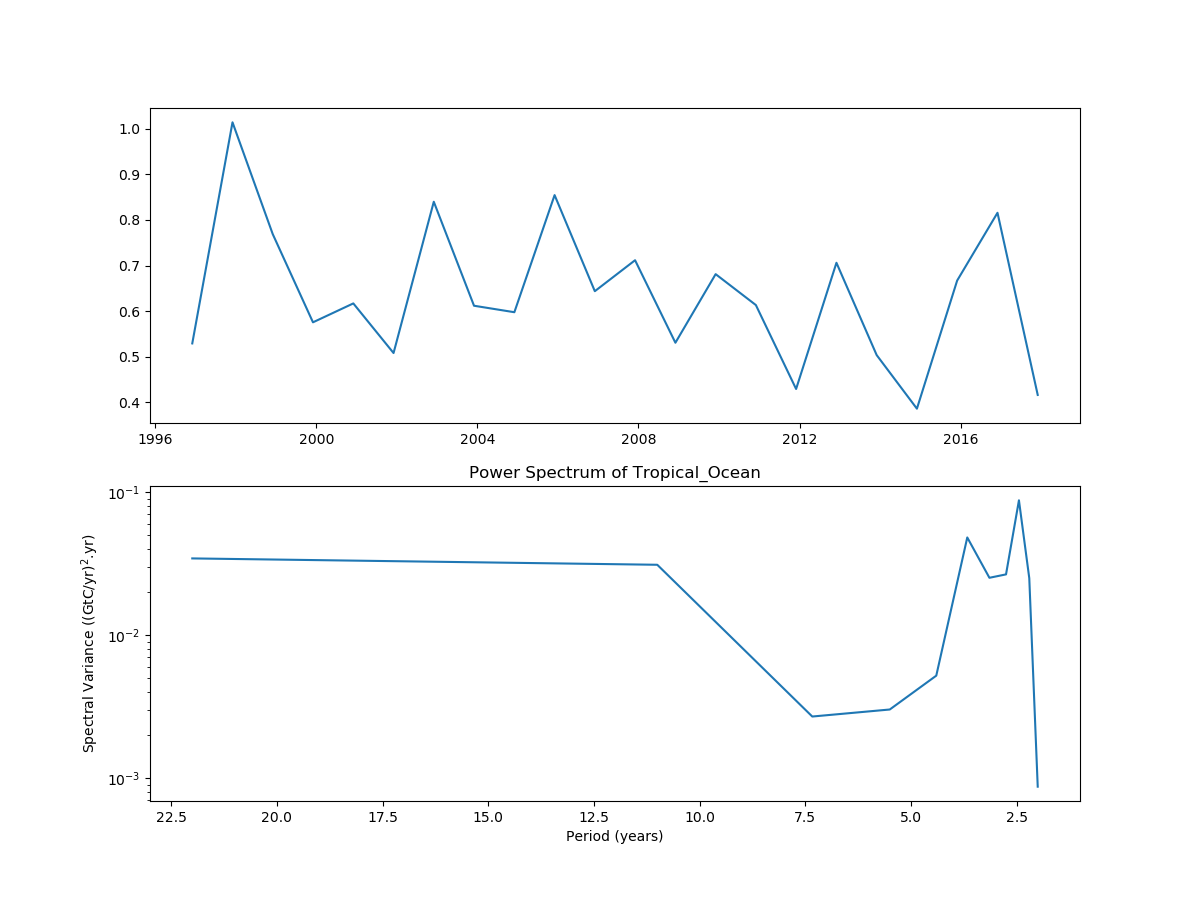 1.0
0.9
0.8
0.7
0.6
0.5
0.4
1996 2000 2004 2008 2012 2016
Power Spectrum of Tropical_Ocean
10⁻¹
10⁻²
10⁻³
Spectral Variance ((GtC/yr)².yr)
22.5 20.0 17.5 15.0 12.5 10.0 7.5 5.0 2.5
Period (years)